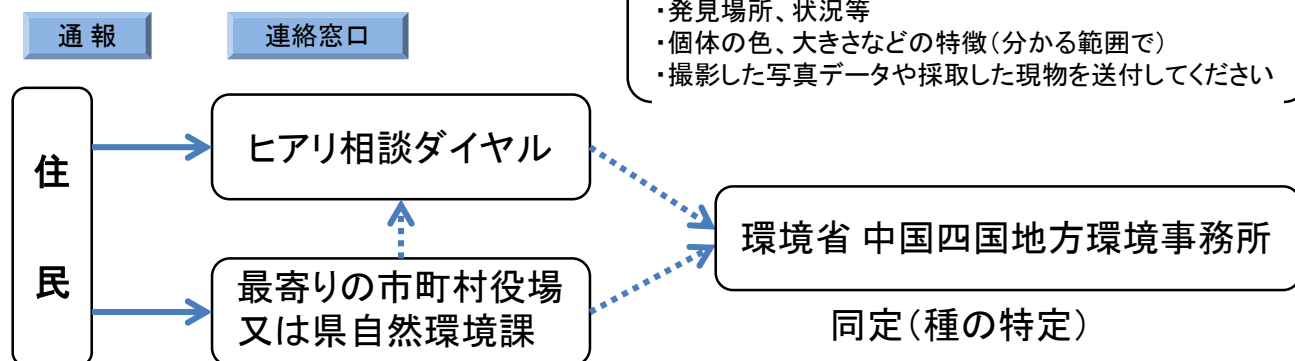 ・発見場所、状況等
・個体の色、大きさなどの特徴(分かる範囲で)
・撮影した写真データや採取した現物を送付してください
通 報
連絡窓口
住民
ヒアリ相談ダイヤル
最寄りの市町村役場
又は県自然環境課
環境省 中国四国地方環境事務所
同定(種の特定)